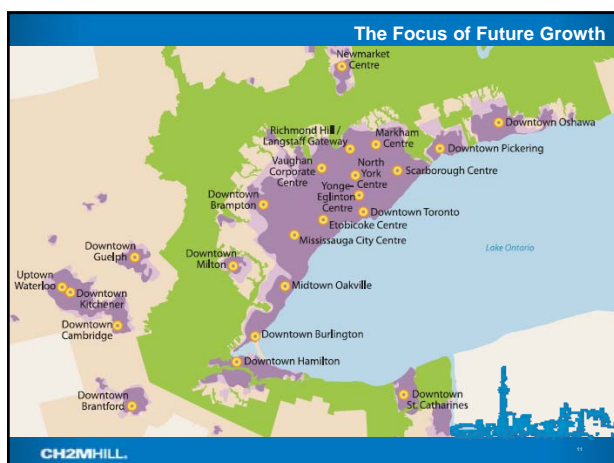 The Focus of Future Growth
Newmarket
Centre
Downtown Oshawa
Richmond Hill /
Langstaff Gateway
Markham
Centre
Downtown Pickering
Vaughan
Corporate
Centre
North
York
Centre
Scarborough Centre
Yonge-
Eglinton
Centre
Downtown
Brampton
Downtown Toronto
Etobicoke Centre
Mississauga City Centre
Lake Ontario
Downtown
Guelph
Downtown
Milton
Uptown
Waterloo
Downtown
Kitchener
Midtown Oakville
Downtown
Cambridge
Downtown Burlington
Downtown Hamilton
Downtown
Brantford
Downtown
St. Catharines
CH2MHILL.
11